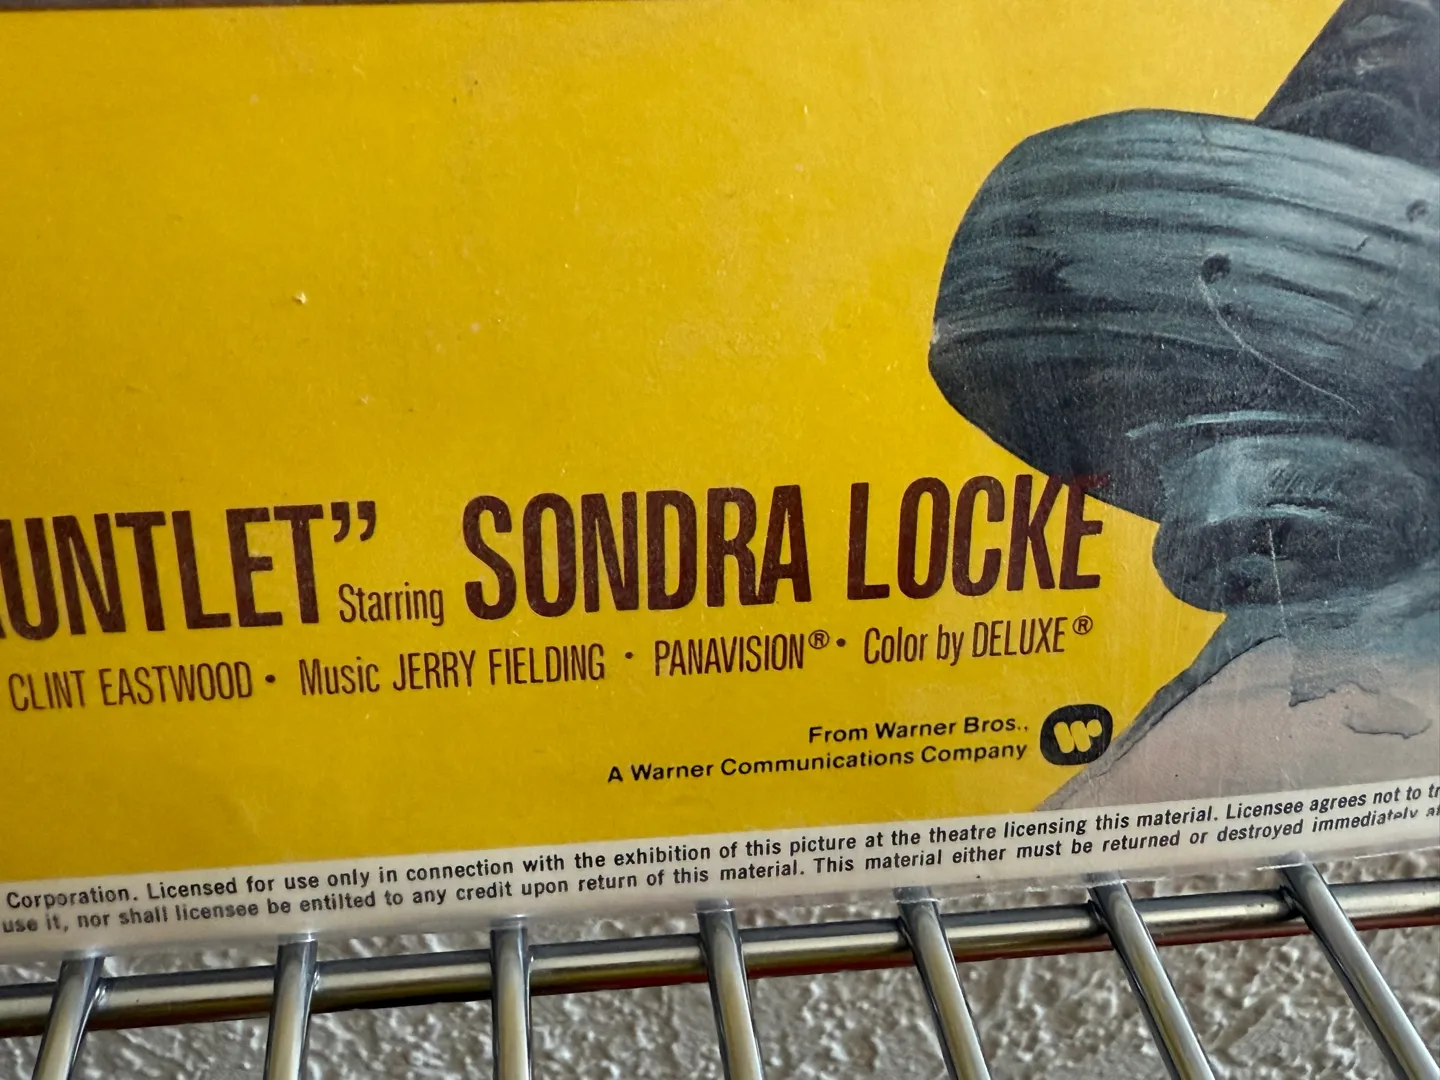 UNTLET” Starring SONDRA LOCKE
CLINT EASTWOOD • Music JERRY FIELDING • PANAVISION® • Color by DELUXE®
From Warner Bros.,
A Warner Communications Company
Corporation. Licensed for use only in connection with the exhibition of this picture at the theatre licensing this material. Licensee agrees not to tr
use it, nor shall licensee be entilted to any credit upon return of this material. This material either must be returned or destroyed immediately a